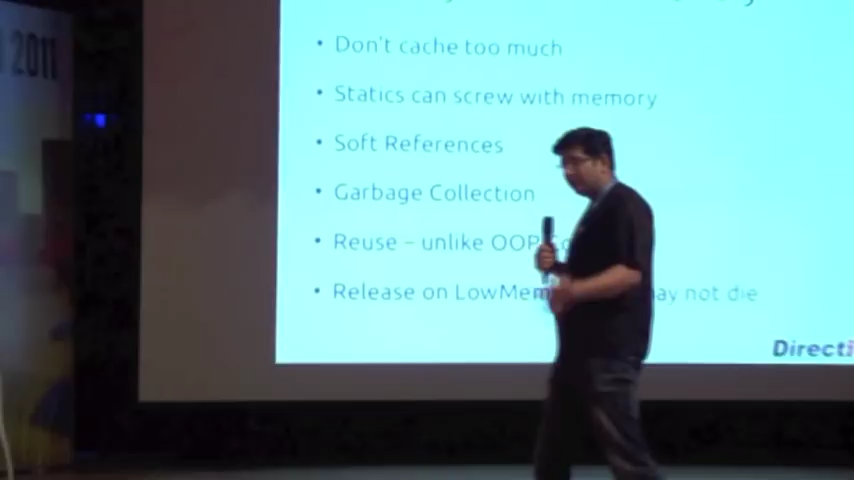 2011
• Don't cache too much
• Statics can screw with memory
• Soft References
• Garbage Collection
• Reuse – unlike OOP
• Release on LowMem ay not die
Directi